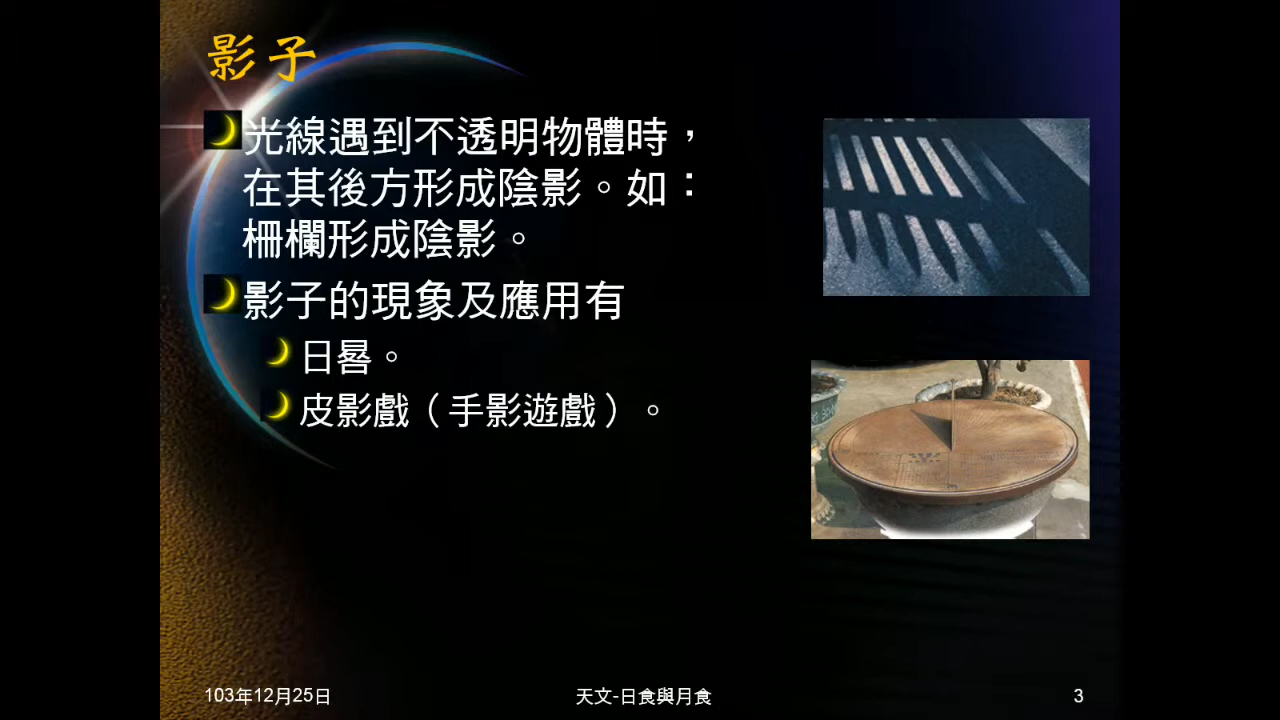 影子
光線遇到不透明物體時，
在其後方形成陰影。如：
柵欄形成陰影。
影子的現象及應用有
日晷。
皮影戲（手影遊戲）。
103年12月25日
天文-日食與月食
3